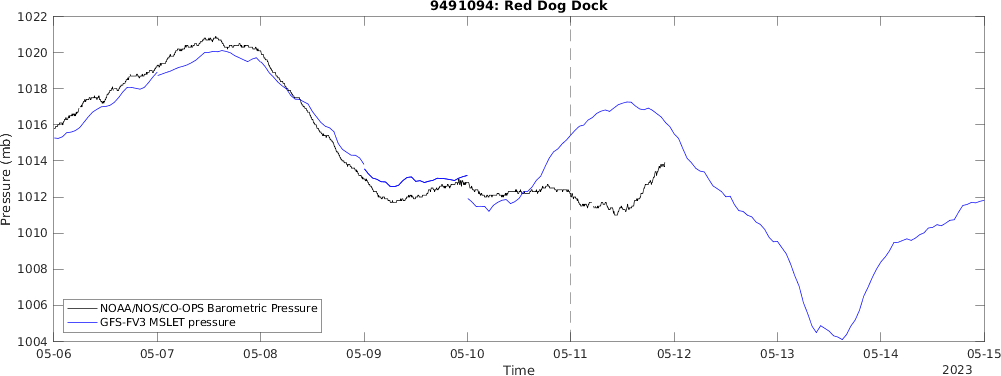 9491094: Red Dog Dock
1022
1020
1018
1016
1014
1012
1010
1008
1006
1004
Pressure (mb)
NOAA/NOS/CO-OPS Barometric Pressure
GFS-FV3 MSLET pressure
05-06 05-07 05-08 05-09 05-10 05-11 05-12 05-13 05-14 05-15
Time
2023